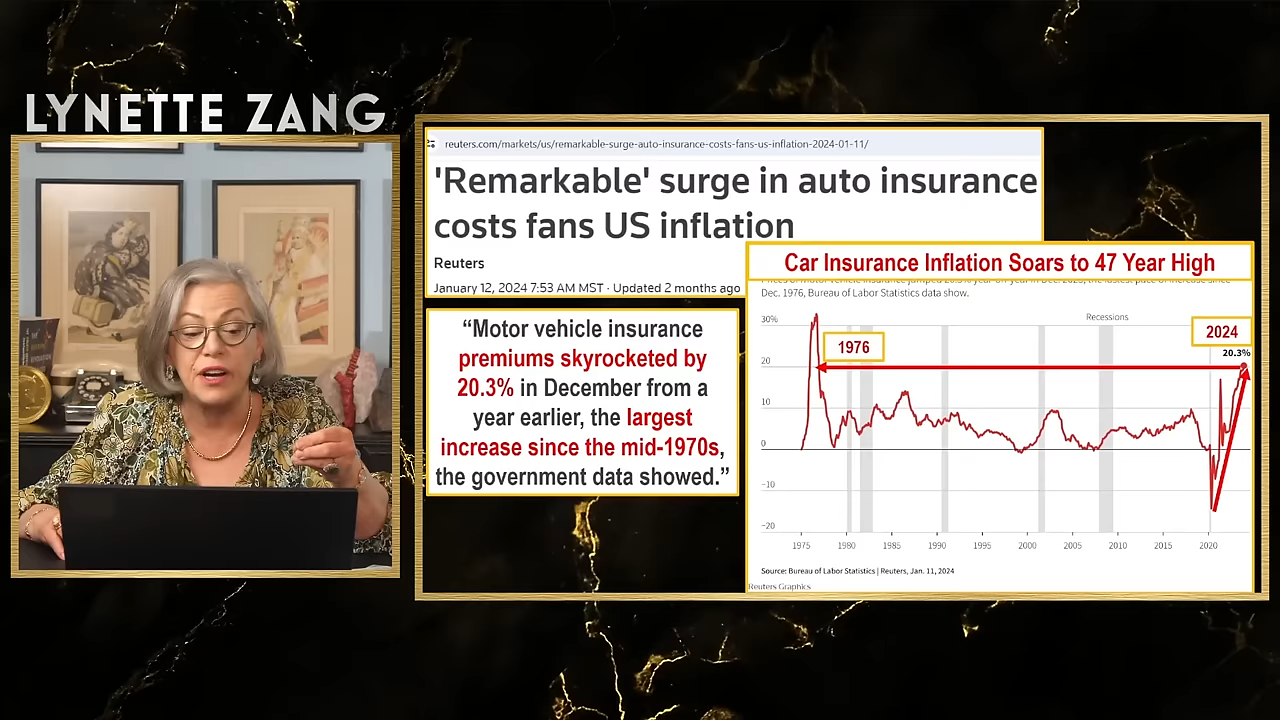 LYNETTE ZANG
reuters.com/markets/us/remarkable-surge-auto-insurance-costs-fans-us-inflation-2024-01-11/
'Remarkable' surge in auto insurance
costs fans US inflation
Reuters
January 12, 2024 7:53 AM MST · Updated 2 months ago
“Motor vehicle insurance
premiums skyrocketed by
20.3% in December from a
year earlier, the largest
increase since the mid-1970s,
the government data showed.”
Car Insurance Inflation Soars to 47 Year High
Dec. 1976, Bureau of Labor Statistics data show.
30%
Recessions
1976
2024
20.3%
20
10
0
−10
−20
1975 1980 1985 1990 1995 2000 2005 2010 2015 2020
Source: Bureau of Labor Statistics | Reuters, Jan. 11, 2024
Reuters Graphics